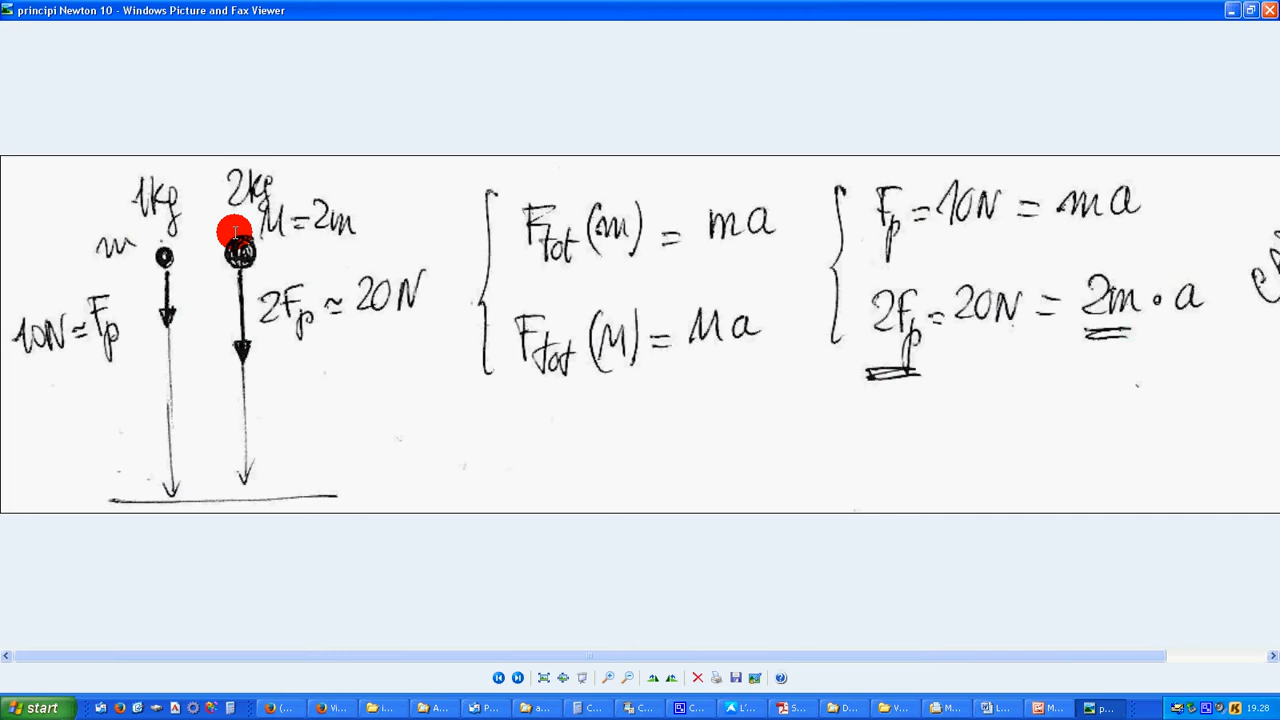 principi Newton 10 - Windows Picture and Fax Viewer
1kg
2kg
m
M = 2m
10N ≃ Fp
2Fp ≃ 20N
Ftot (m) = ma
Ftot (M) = Ma
Fp = 10N = ma
2Fp = 20N = 2m • a
start
(...
Vi...
I...
A...
P...
a...
C...
C...
C...
L'...
S...
D...
V...
M...
L...
M...
p...
19.28